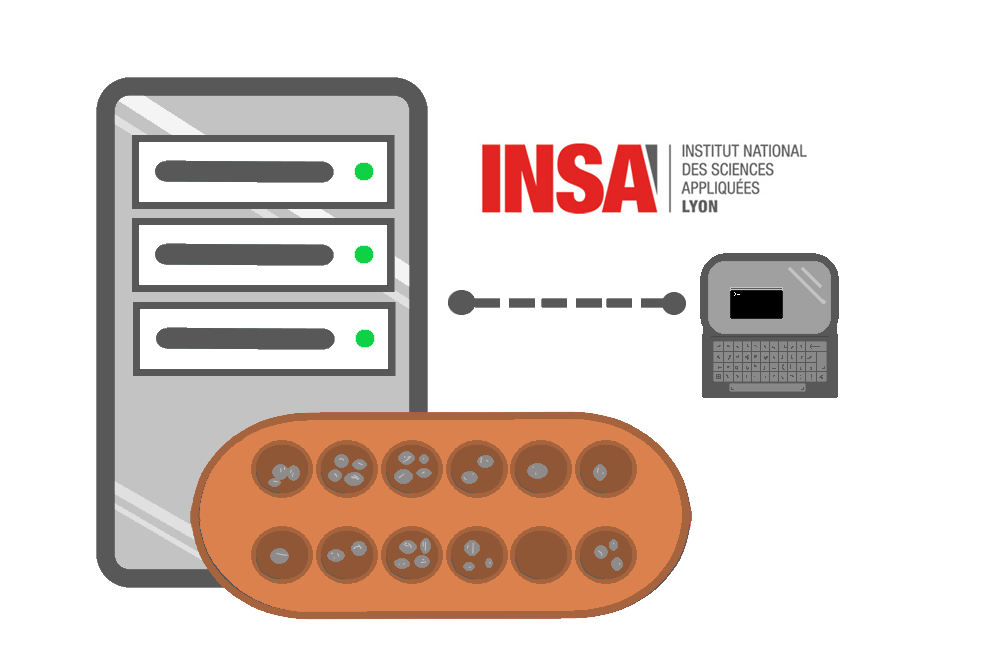 INSA
INSTITUT NATIONAL
DES SCIENCES
APPLIQUÉES
LYON